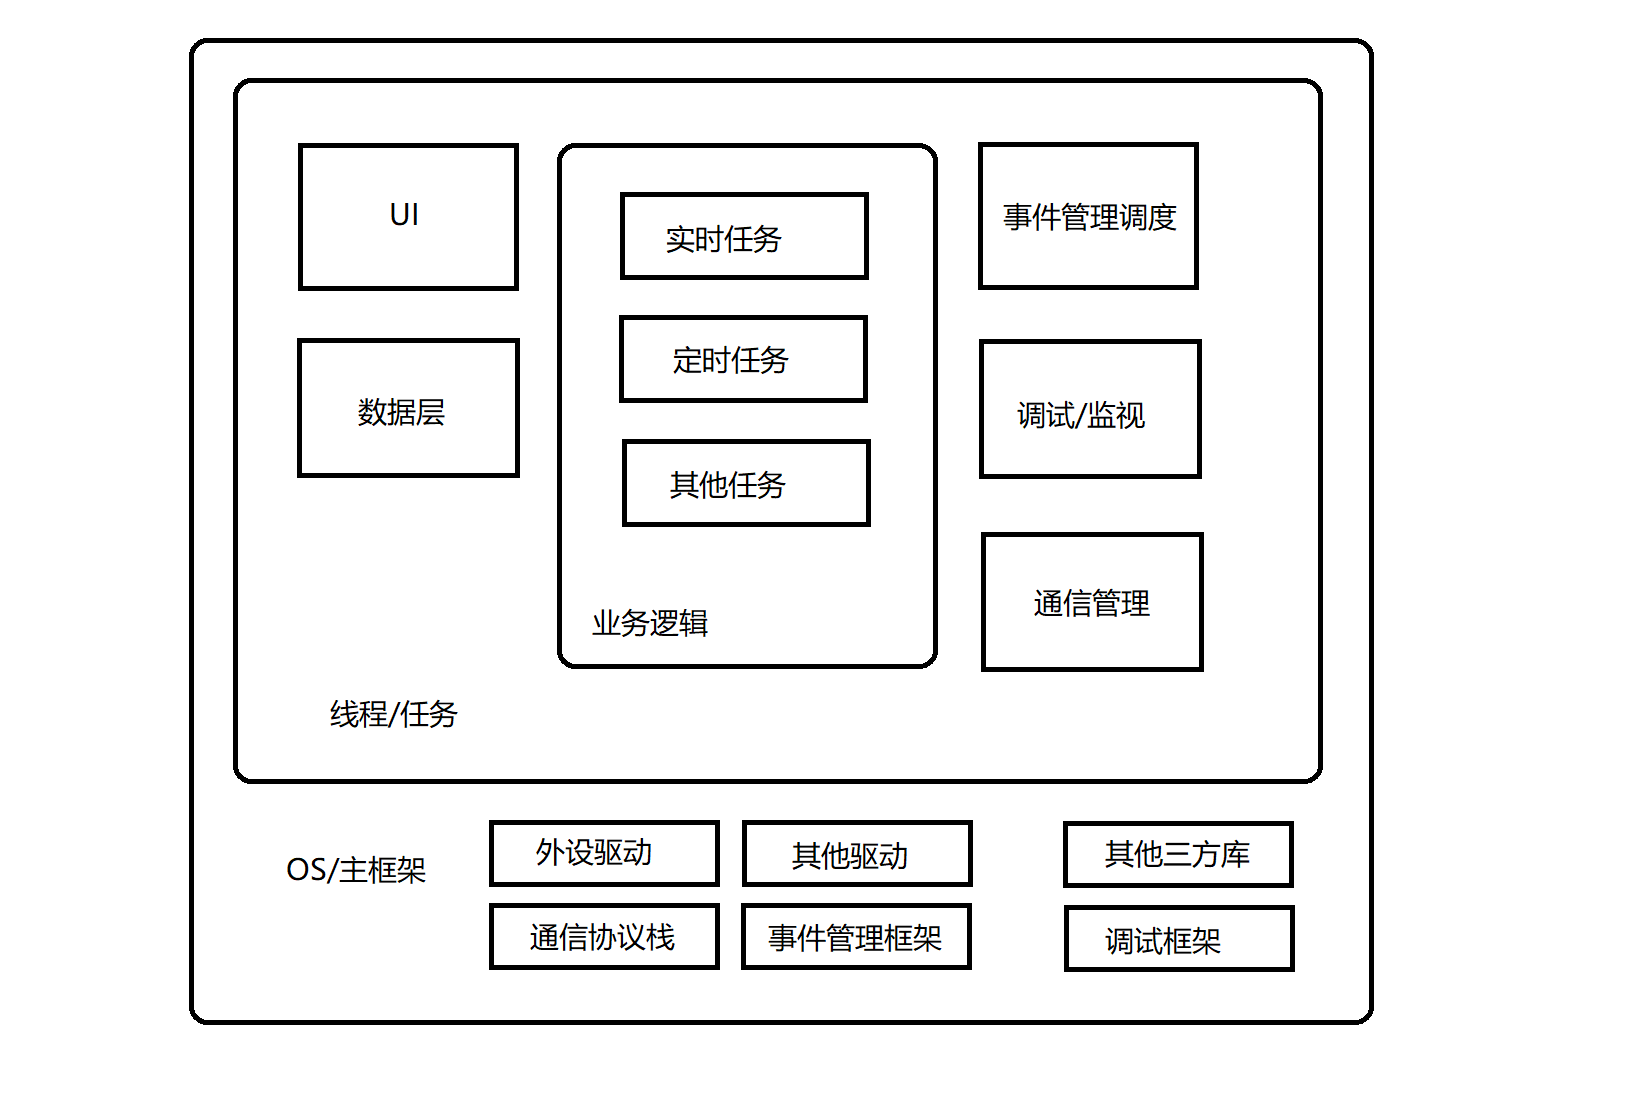 UI
实时任务
事件管理调度
定时任务
数据层
调试/监视
其他任务
通信管理
业务逻辑
线程/任务
外设驱动
其他驱动
其他三方库
OS/主框架
通信协议栈
事件管理框架
调试框架